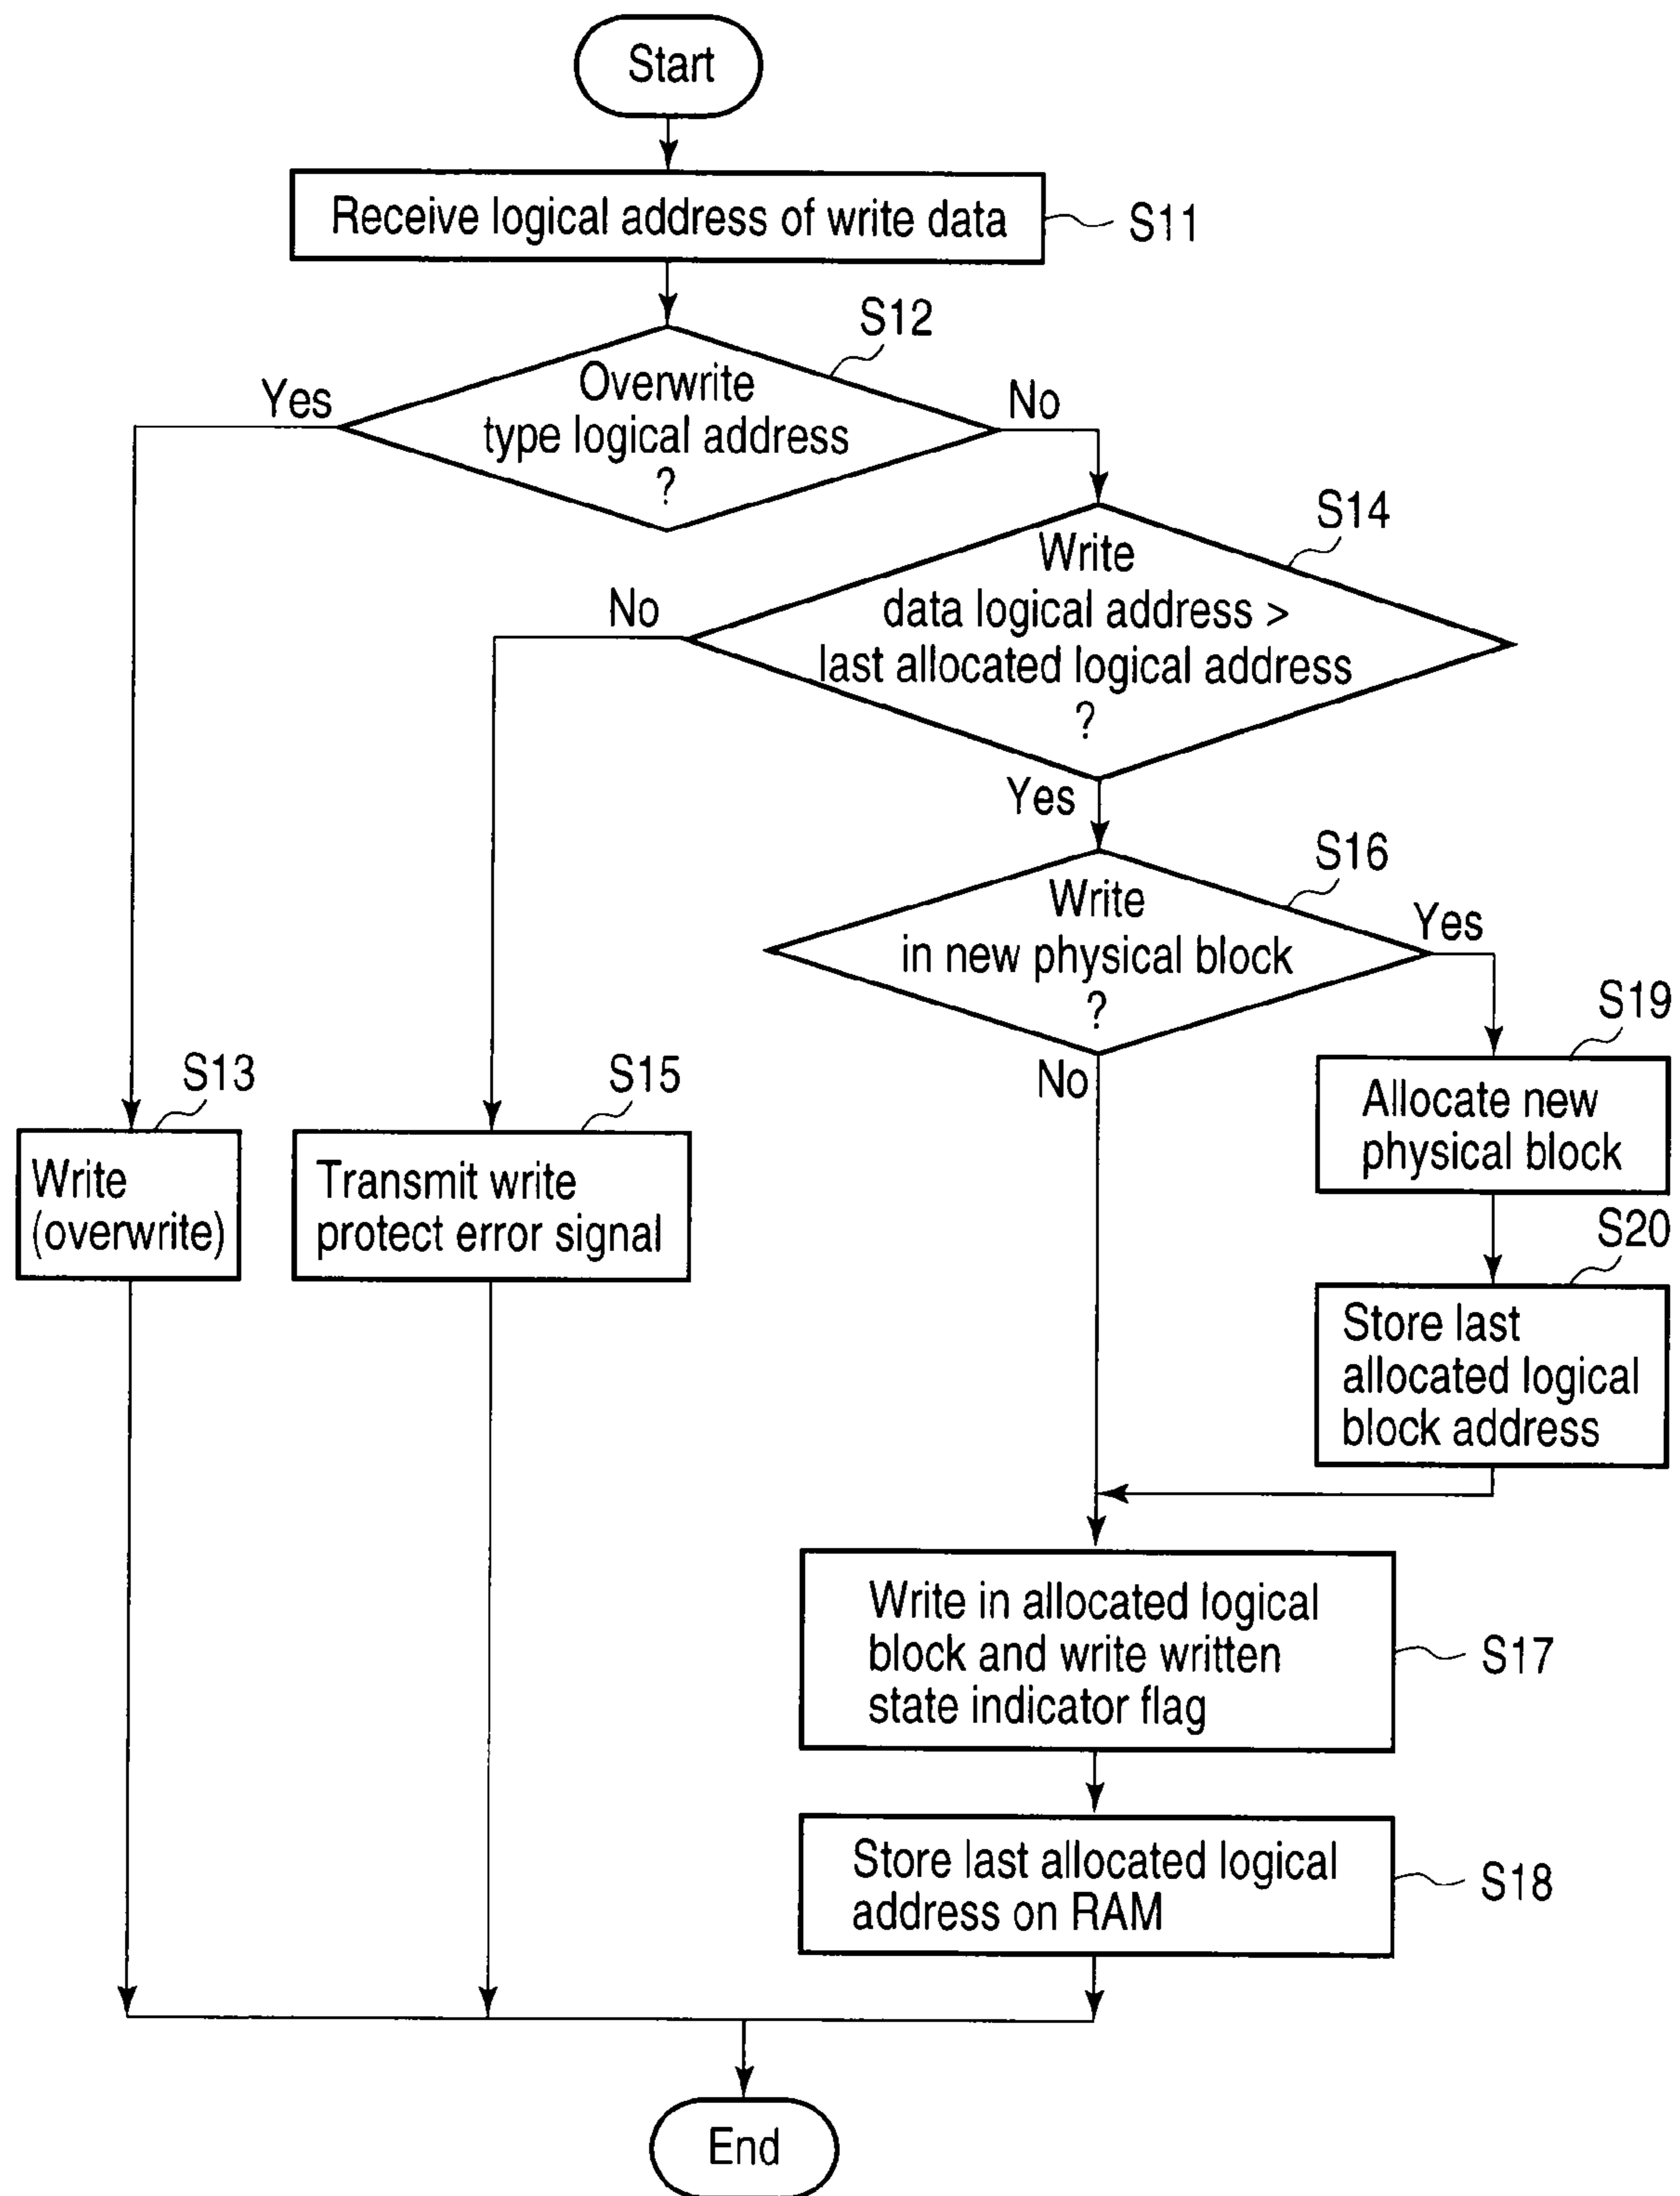 Start
Receive logical address of write data
S11
S12
Overwrite
type logical address
?
Yes
No
S14
Write
data logical address >
last allocated logical address
?
No
Yes
S16
Write
in new physical block
?
Yes
No
S19
Allocate new
physical block
S13
Write
(overwrite)
S15
Transmit write
protect error signal
S20
Store last
allocated logical
block address
Write in allocated logical
block and write written
state indicator flag
S17
Store last allocated logical
address on RAM
S18
End